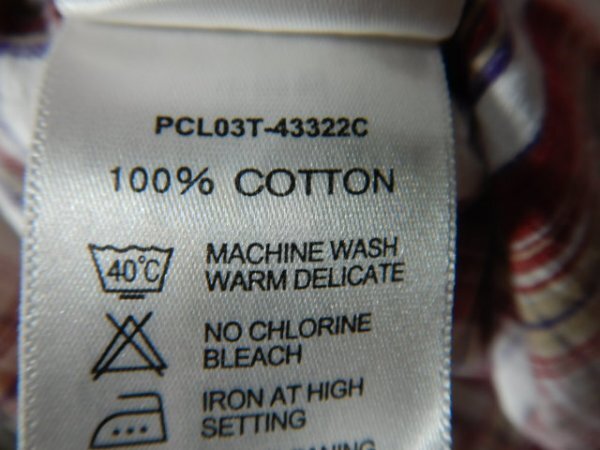 PCL03T-43322C
100% COTTON
40°C
MACHINE WASH
WARM DELICATE
NO CHLORINE
BLEACH
IRON AT HIGH
SETTING